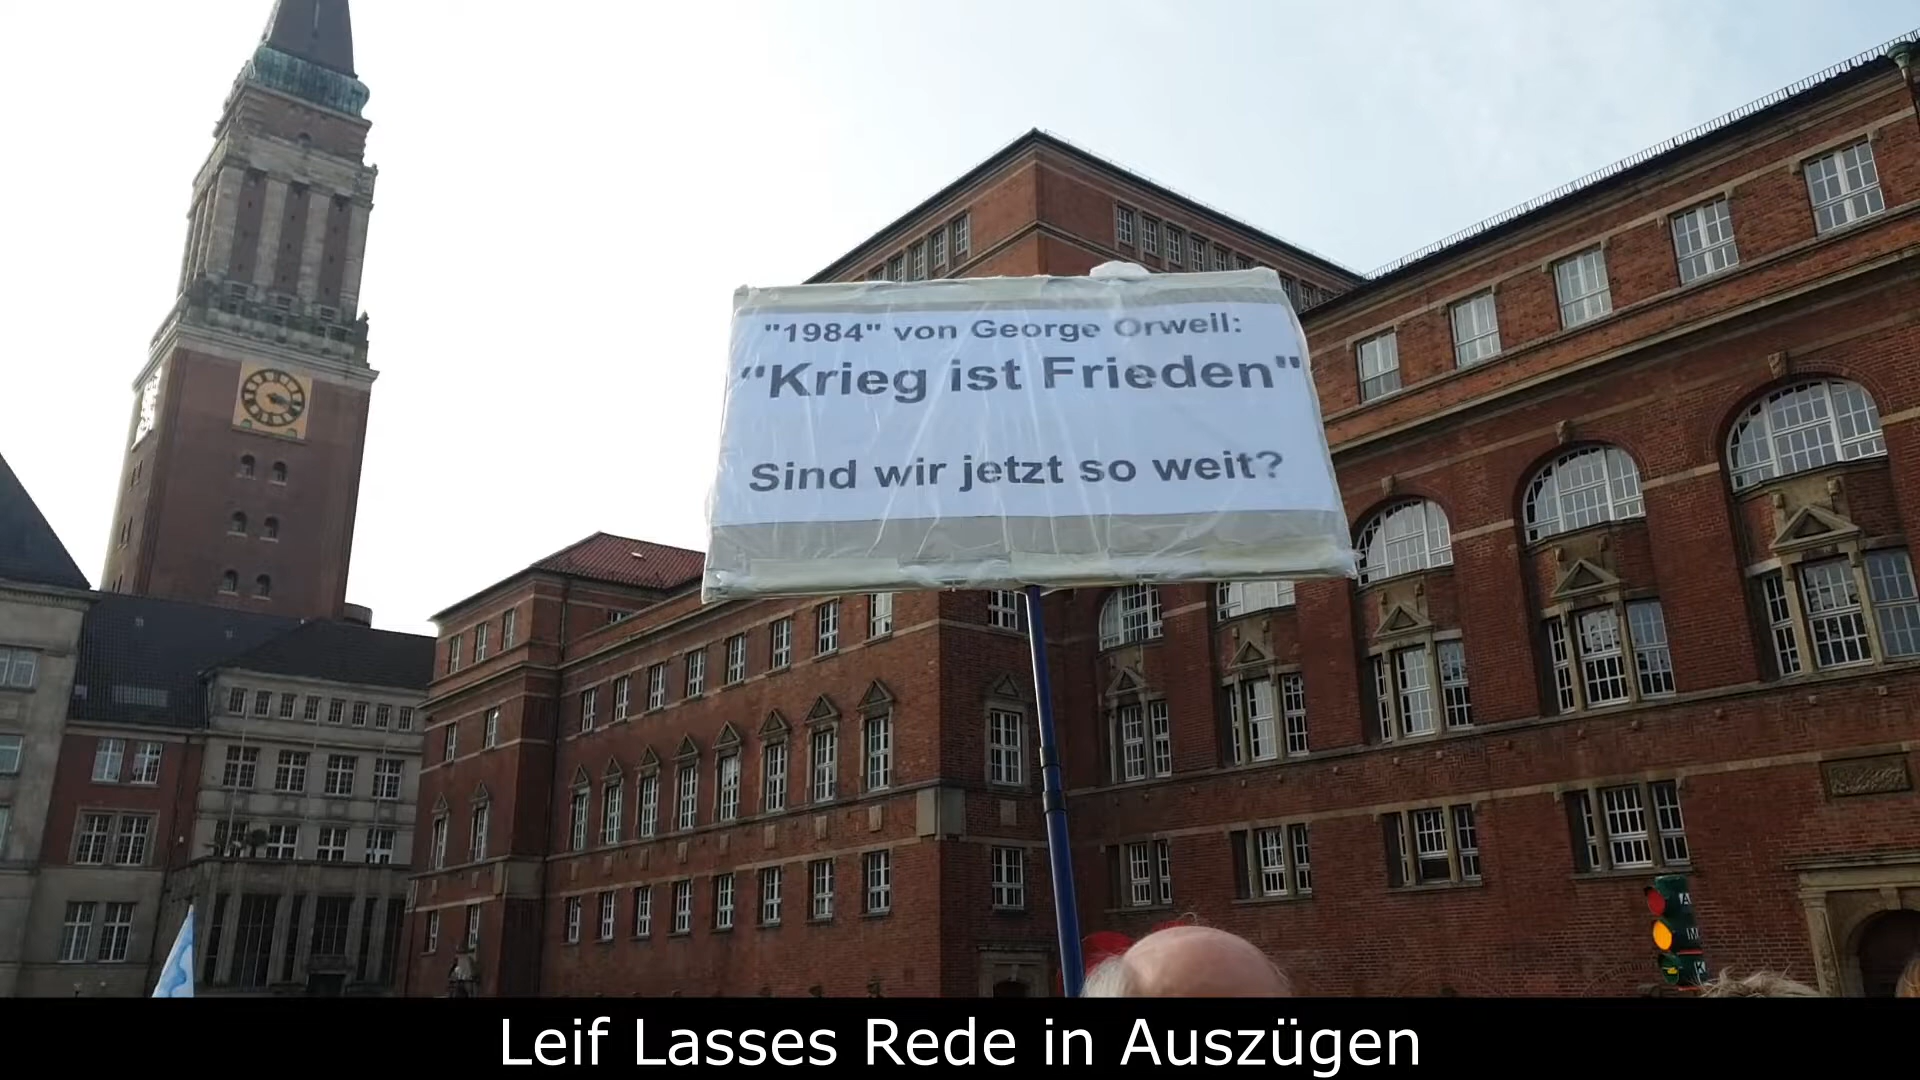 "1984" von George Orwell:
"Krieg ist Frieden"
Sind wir jetzt so weit?
A
M
K
Leif Lasses Rede in Auszügen